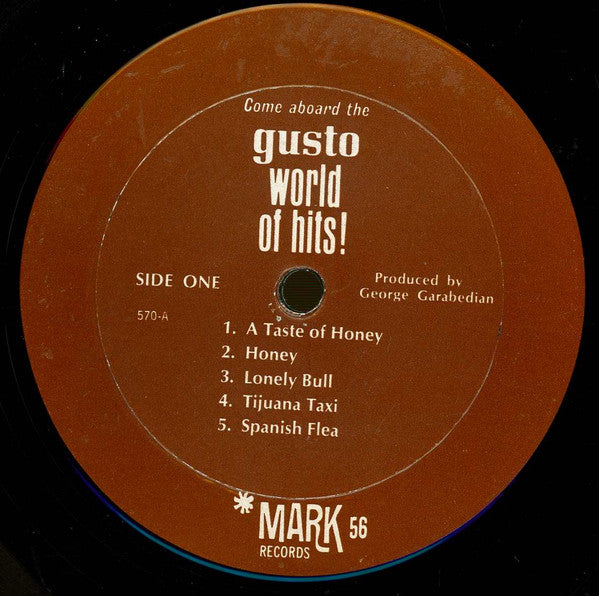 Come aboard the
gusto
world
of hits!
SIDE ONE
570-A
Produced by
George Garabedian
1. A Taste of Honey
2. Honey
3. Lonely Bull
4. Tijuana Taxi
5. Spanish Flea
*MARK 56
RECORDS